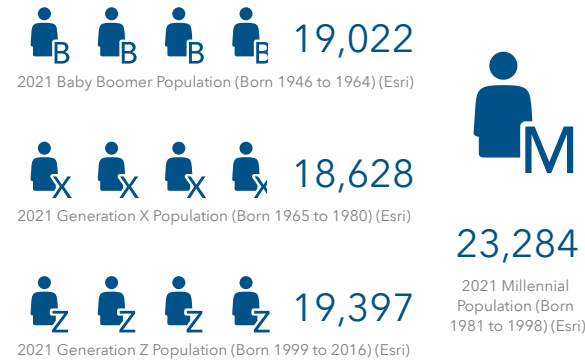 B B B B 19,022
2021 Baby Boomer Population (Born 1946 to 1964) (Esri)
X X X X 18,628
2021 Generation X Population (Born 1965 to 1980) (Esri)
Z Z Z Z 19,397
2021 Generation Z Population (Born 1999 to 2016) (Esri)
M
23,284
2021 Millennial
Population (Born
1981 to 1998) (Esri)